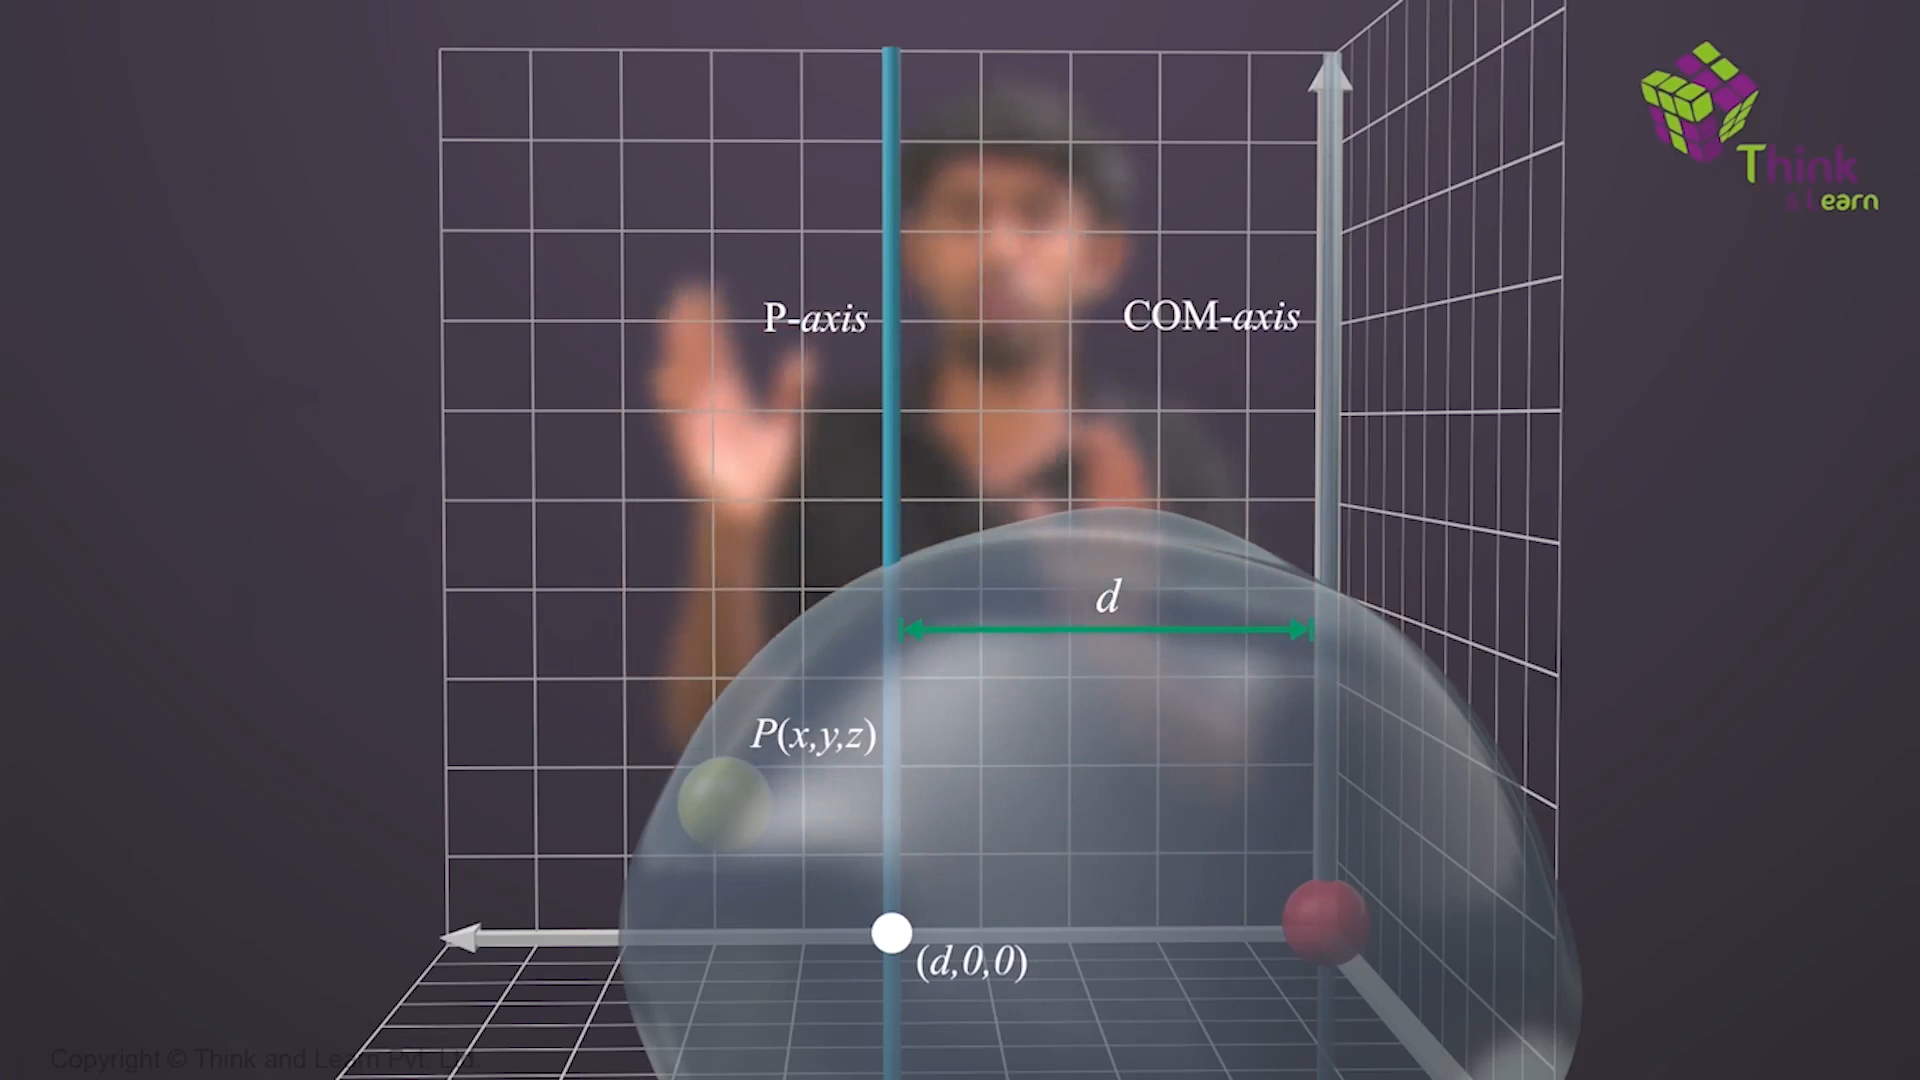 Think
& Learn
P-axis
COM-axis
d
P(x,y,z)
(d,0,0)
Copyright © Think and Learn Pvt. Ltd.